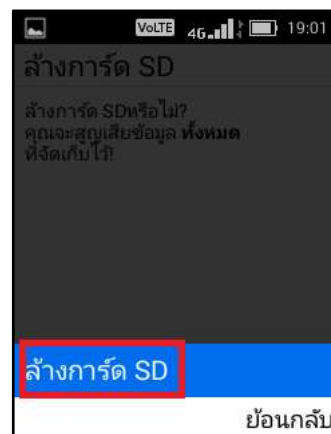 VoLTE 4G 19:01
ล้างการ์ด SD
ล้างการ์ด SDหรือไม่?
คุณจะสูญเสียข้อมูล ทั้งหมด
ที่จัดเก็บไว้!
ล้างการ์ด SD
ย้อนกลับ